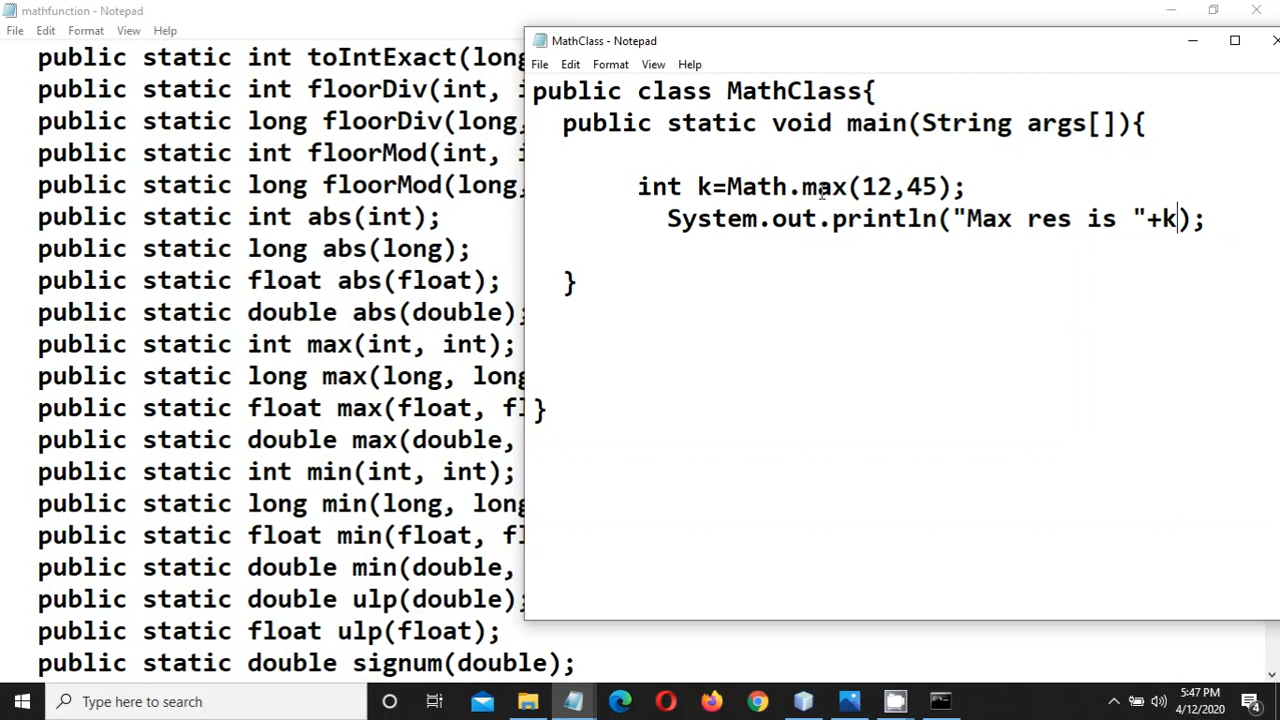 mathfunction - Notepad
File Edit Format View Help
public static int toIntExact(long
public static int floorDiv(int, i
public static long floorDiv(long,
public static int floorMod(int, i
public static long floorMod(long,
public static int abs(int);
public static long abs(long);
public static float abs(float);
public static double abs(double);
public static int max(int, int);
public static long max(long, long
public static float max(float, fl
public static double max(double,
public static int min(int, int);
public static long min(long, long
public static float min(float, fl
public static double min(double,
public static double ulp(double);
public static float ulp(float);
public static double signum(double);
MathClass - Notepad
File Edit Format View Help
public class MathClass{
public static void main(String args[]){
int k=Math.max(12,45);
System.out.println("Max res is "+k);
}
}
Type here to search
5:47 PM
4/12/2020
4